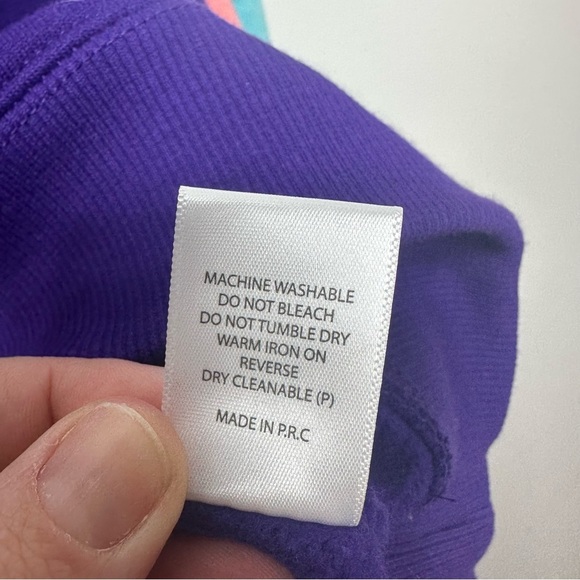 MACHINE WASHABLE
DO NOT BLEACH
DO NOT TUMBLE DRY
WARM IRON ON
REVERSE
DRY CLEANABLE (P)
MADE IN P.R.C